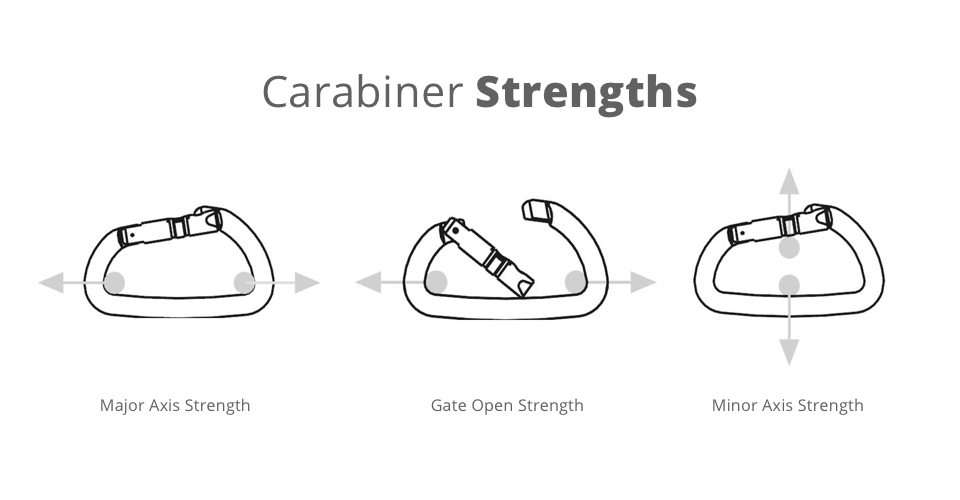 Carabiner Strengths
Major Axis Strength
Gate Open Strength
Minor Axis Strength